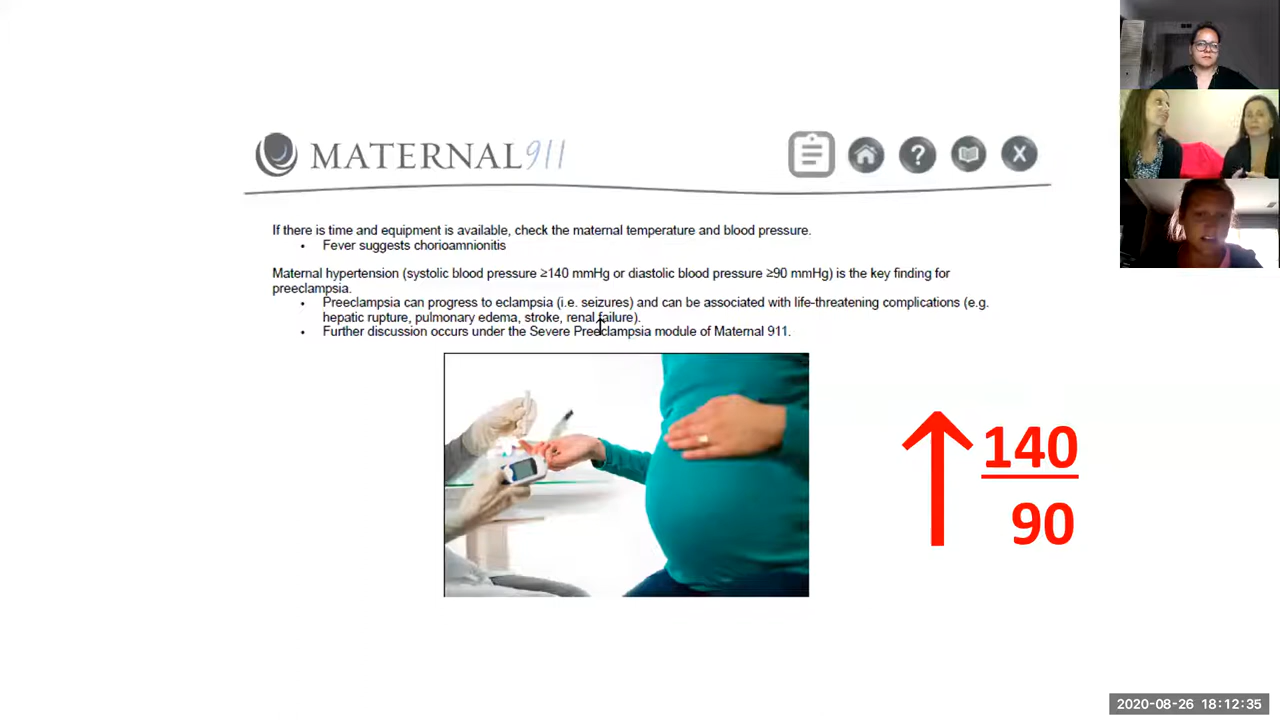 MATERNAL911
If there is time and equipment is available, check the maternal temperature and blood pressure.
• Fever suggests chorioamnionitis
Maternal hypertension (systolic blood pressure ≥140 mmHg or diastolic blood pressure ≥90 mmHg) is the key finding for
preeclampsia.
• Preeclampsia can progress to eclampsia (i.e. seizures) and can be associated with life-threatening complications (e.g.
hepatic rupture, pulmonary edema, stroke, renal failure).
• Further discussion occurs under the Severe Preeclampsia module of Maternal 911.
140
90
2020-08-26 18:12:35